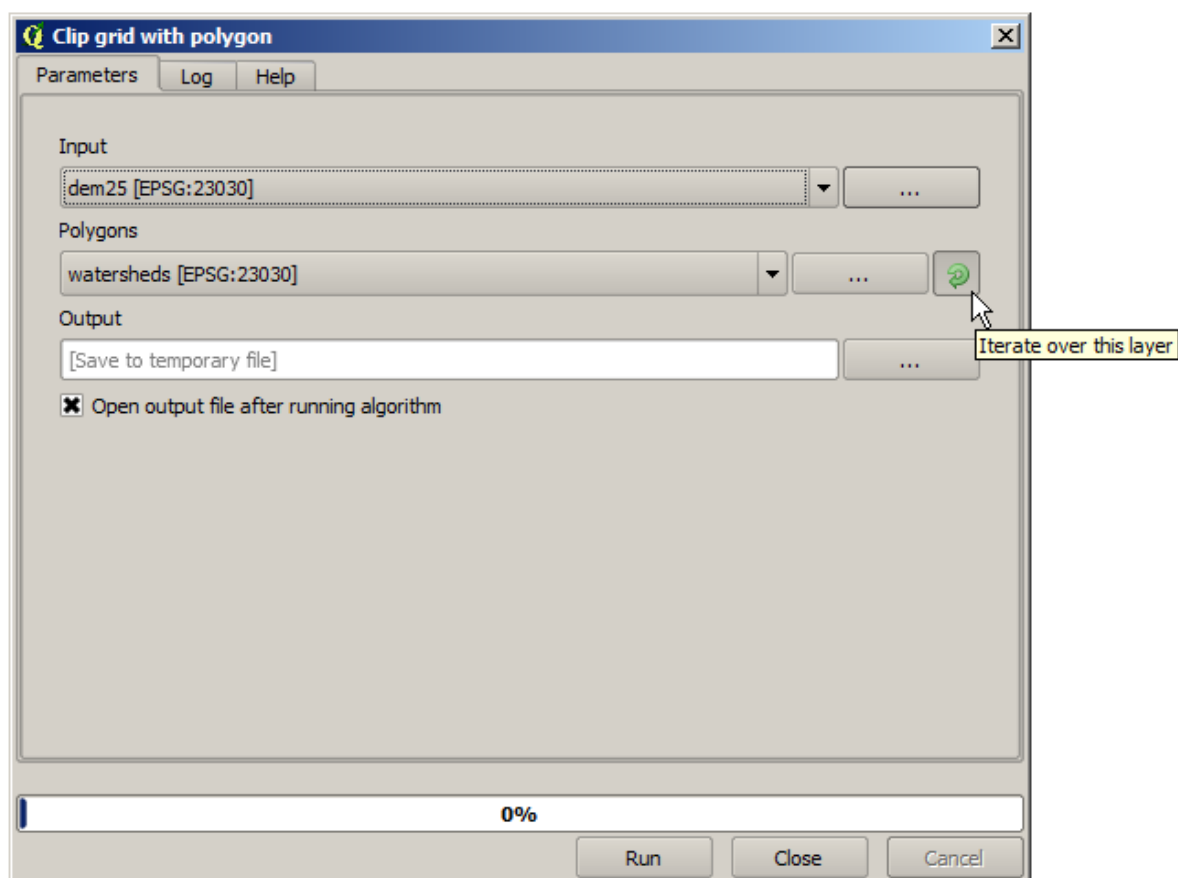 Clip grid with polygon
Parameters Log Help
Input
dem25 [EPSG:23030]
...
Polygons
watersheds [EPSG:23030]
...
Output
Iterate over this layer
[Save to temporary file]
...
Open output file after running algorithm
0%
Run Close Cancel